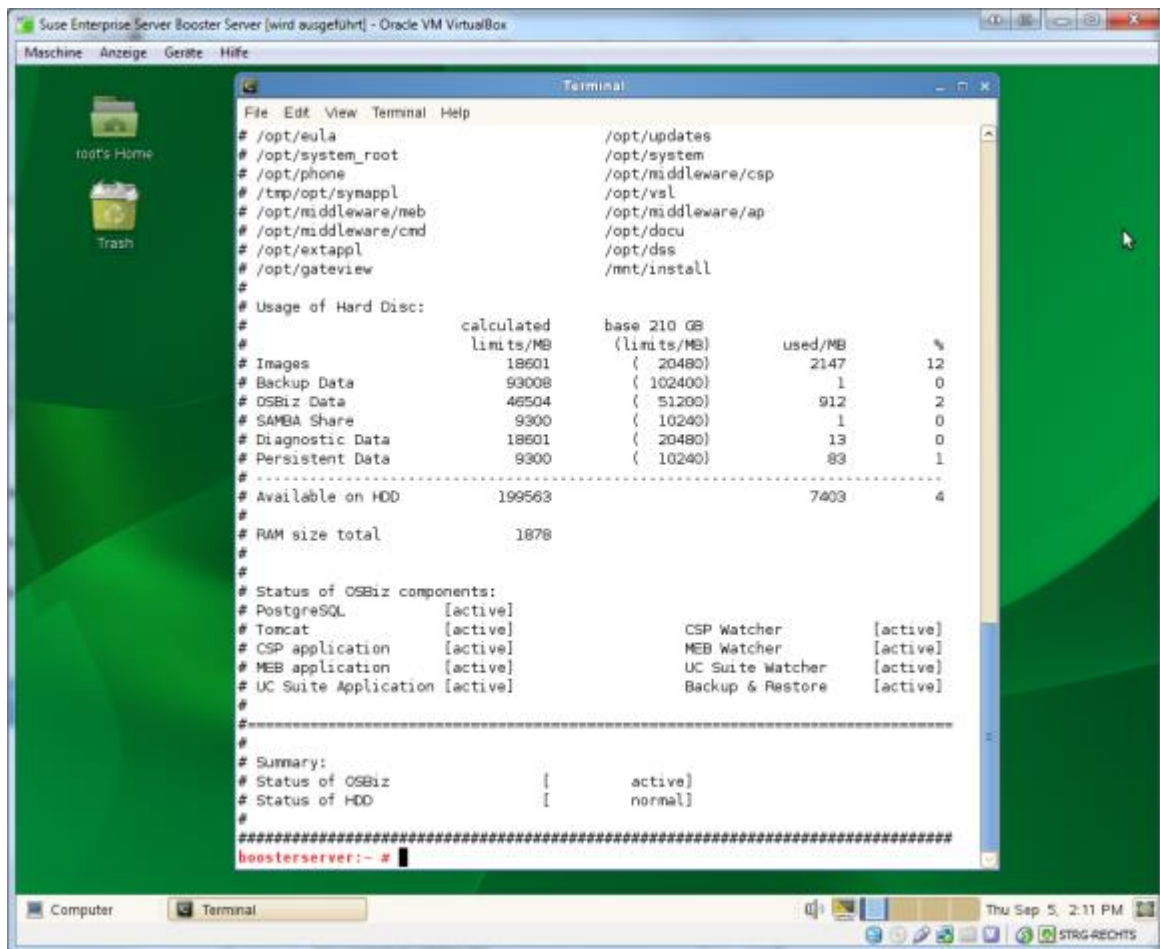 Suse Enterprise Server Booster Server [wird ausgeführt] - Oracle VM VirtualBox
Maschine Anzeige Geräte Hilfe
root's Home
Trash
Terminal
File Edit View Terminal Help
# /opt/eula /opt/updates
# /opt/system_root /opt/system
# /opt/phone /opt/middleware/csp
# /tmp/opt/symappl /opt/vsl
# /opt/middleware/meb /opt/middleware/ap
# /opt/middleware/cmd /opt/docu
# /opt/extappl /opt/dss
# /opt/gateview /mnt/install
#
# Usage of Hard Disc:
# calculated base 210 GB
# limits/MB (limits/MB) used/MB %
# Images 18601 ( 20480) 2147 12
# Backup Data 93008 ( 102400) 1 0
# OSBiz Data 46504 ( 51200) 912 2
# SAMBA Share 9300 ( 10240) 1 0
# Diagnostic Data 18601 ( 20480) 13 0
# Persistent Data 9300 ( 10240) 83 1
# -------------------------------------------------------------------------------
# Available on HDD 199563 7403 4
#
# RAM size total 1878
#
#
# Status of OSBiz components:
# PostgreSQL [active]
# Tomcat [active] CSP Watcher [active]
# CSP application [active] MEB Watcher [active]
# MEB application [active] UC Suite Watcher [active]
# UC Suite Application [active] Backup & Restore [active]
#
#================================================================================
#
# Summary:
# Status of OSBiz [ active]
# Status of HDD [ normal]
#
#################################################################################
boosterserver:~ #
Computer
Terminal
Thu Sep 5, 2:11 PM
STRG-RECHTS